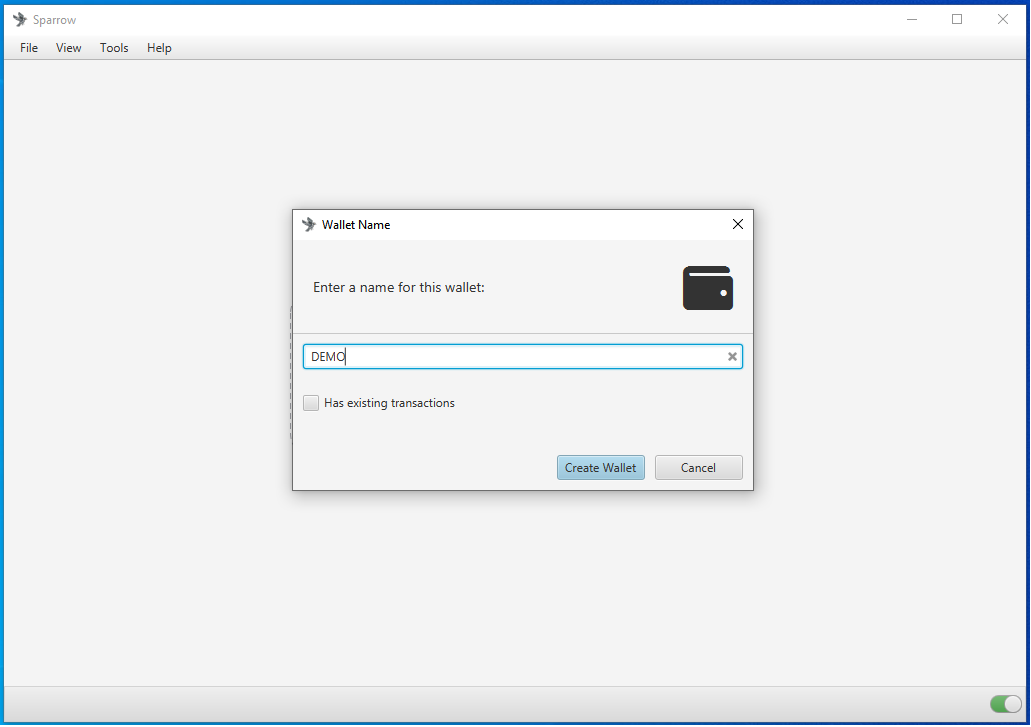 Sparrow
File View Tools Help
Wallet Name
Enter a name for this wallet:
DEMO
Has existing transactions
Create Wallet Cancel